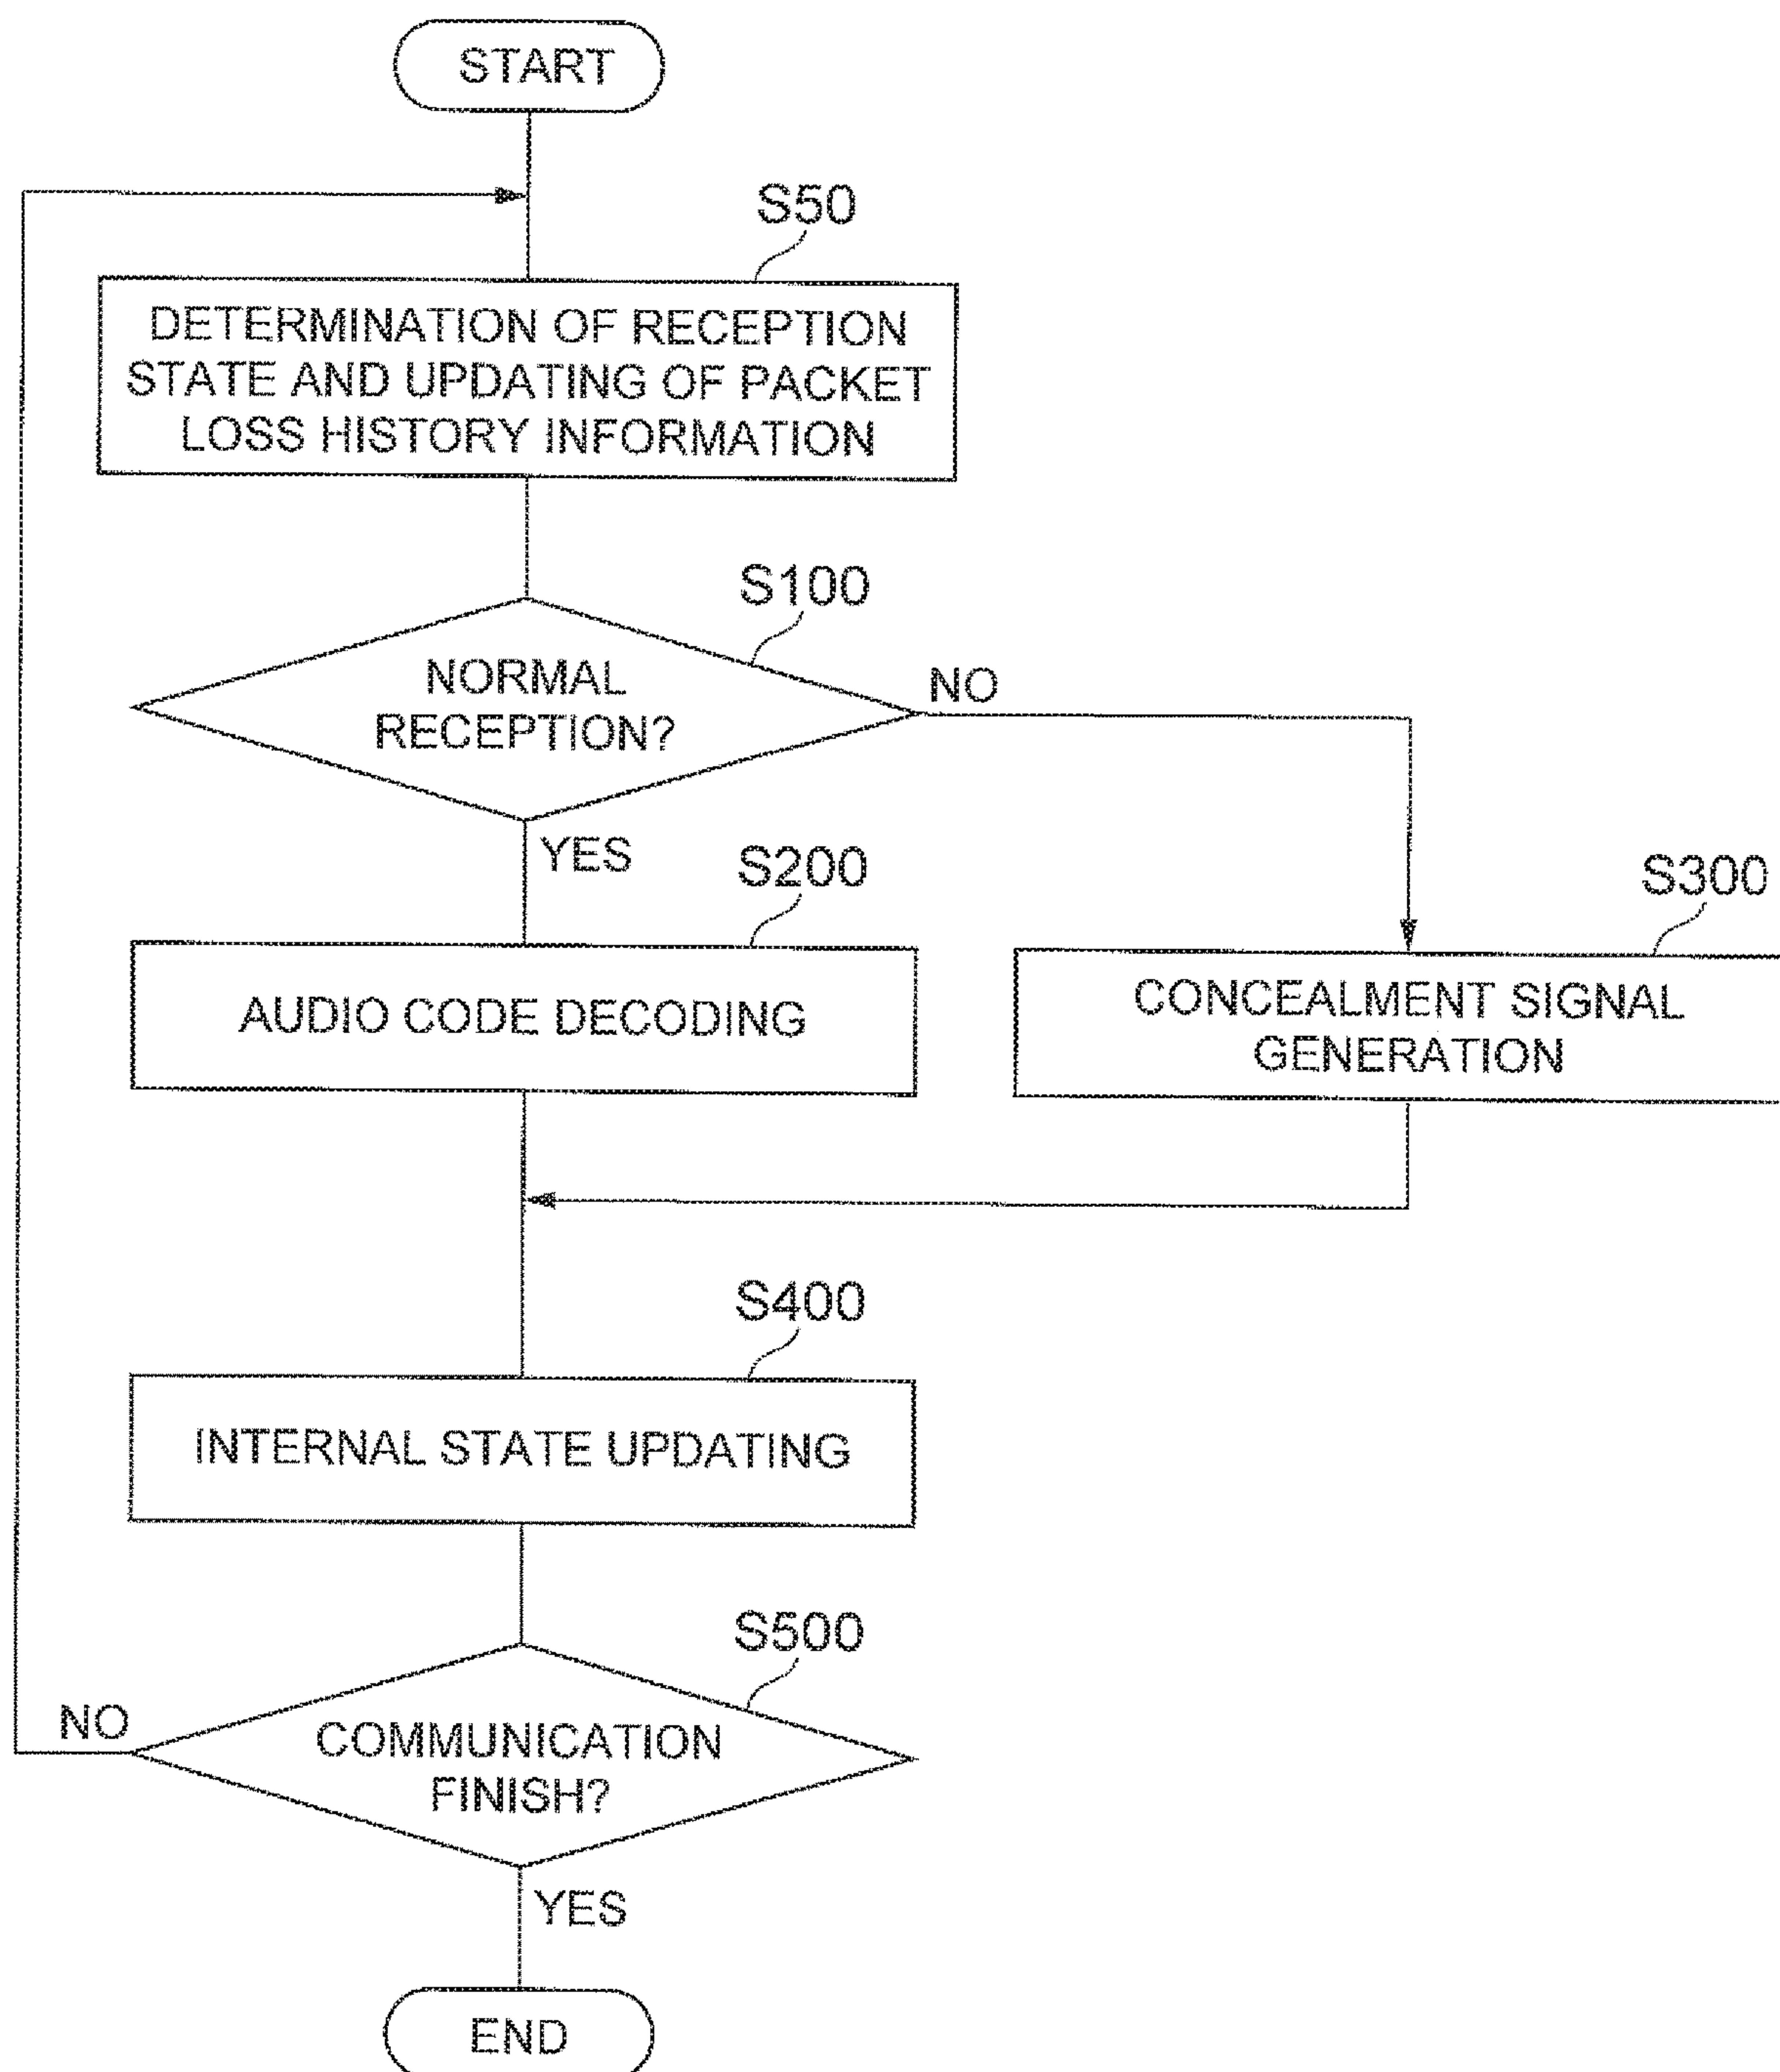 START
S50
DETERMINATION OF RECEPTION
STATE AND UPDATING OF PACKET
LOSS HISTORY INFORMATION
S100
NORMAL
RECEPTION?
NO
YES
S200
AUDIO CODE DECODING
S300
CONCEALMENT SIGNAL
GENERATION
S400
INTERNAL STATE UPDATING
S500
COMMUNICATION
FINISH?
NO
YES
END